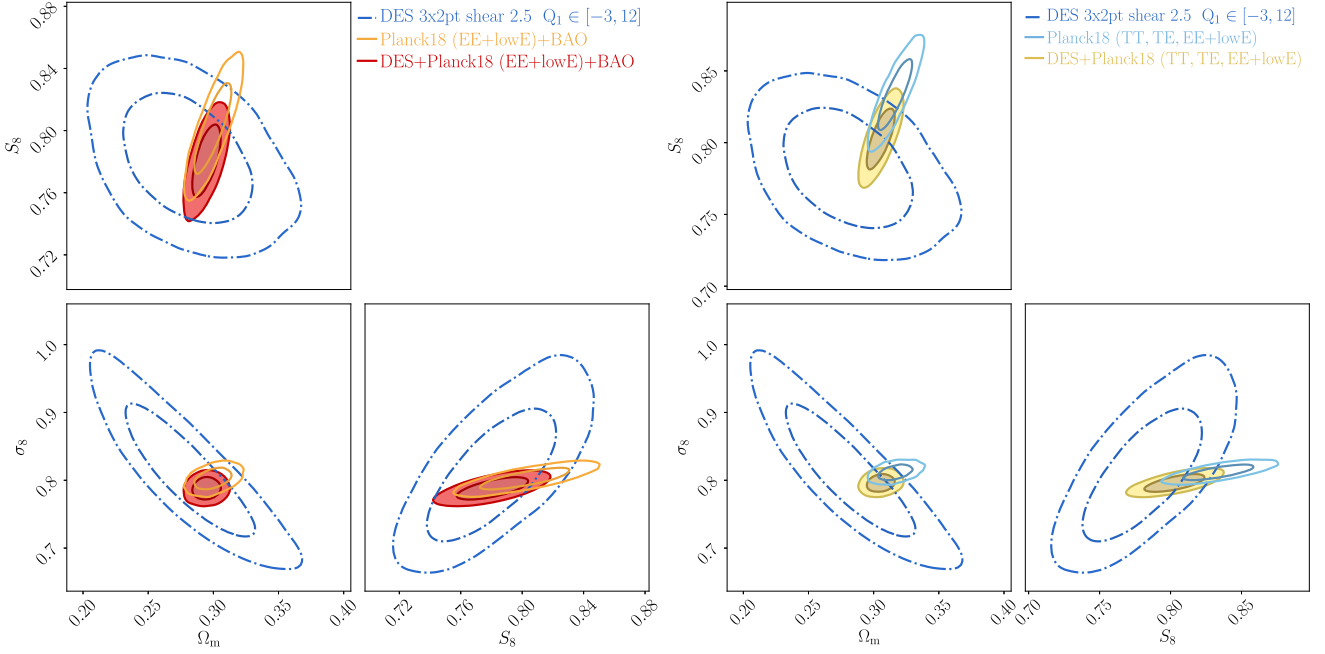 DES 3x2pt shear 2.5 Q₁ ∈ [−3, 12]
Planck18 (EE+lowE)+BAO
DES+Planck18 (EE+lowE)+BAO
0.88
0.84
0.80
0.76
0.72
S₈
1.0
0.9
0.8
0.7
σ₈
0.20
0.25
0.30
0.35
0.40
Ωₘ
0.72
0.76
0.80
0.84
0.88
S₈
DES 3x2pt shear 2.5 Q₁ ∈ [−3, 12]
Planck18 (TT, TE, EE+lowE)
DES+Planck18 (TT, TE, EE+lowE)
0.85
0.80
0.75
0.70
S₈
1.0
0.9
0.8
0.7
σ₈
0.20
0.25
0.30
0.35
0.40
Ωₘ
0.70
0.75
0.80
0.85
S₈